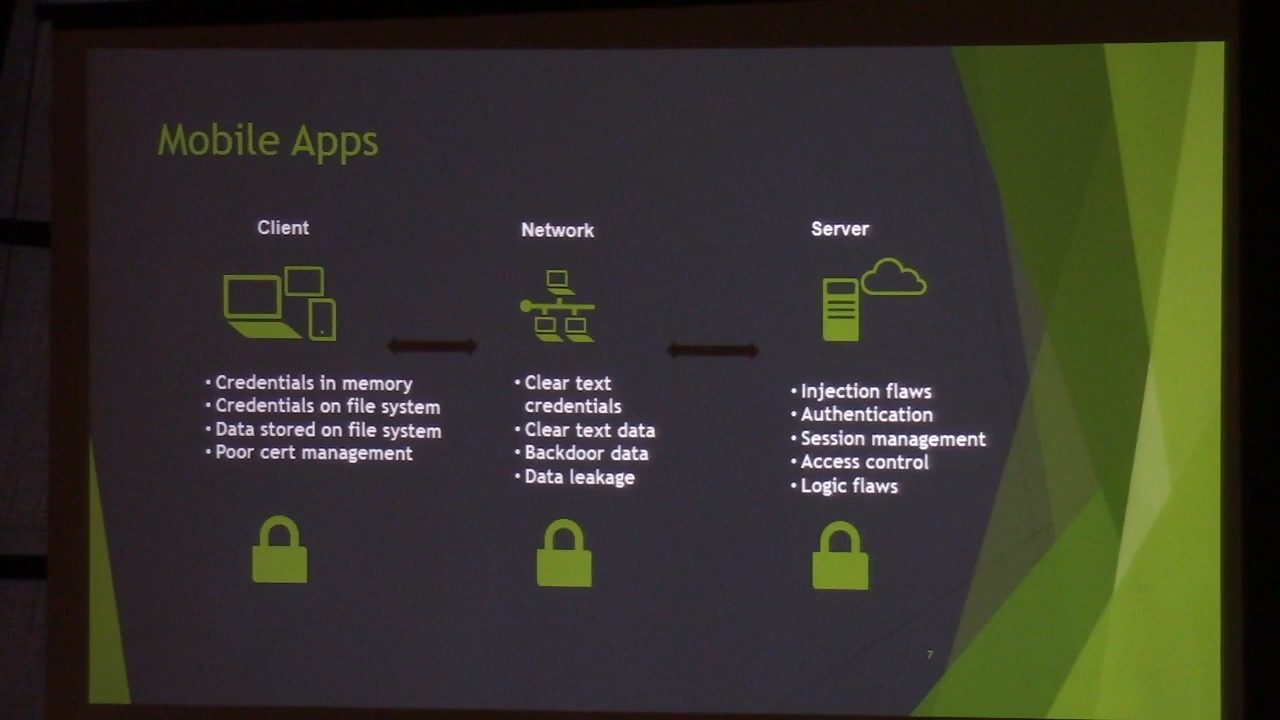 Mobile Apps
Client
• Credentials in memory
• Credentials on file system
• Data stored on file system
• Poor cert management
Network
• Clear text
credentials
• Clear text data
• Backdoor data
• Data leakage
Server
• Injection flaws
• Authentication
• Session management
• Access control
• Logic flaws
7